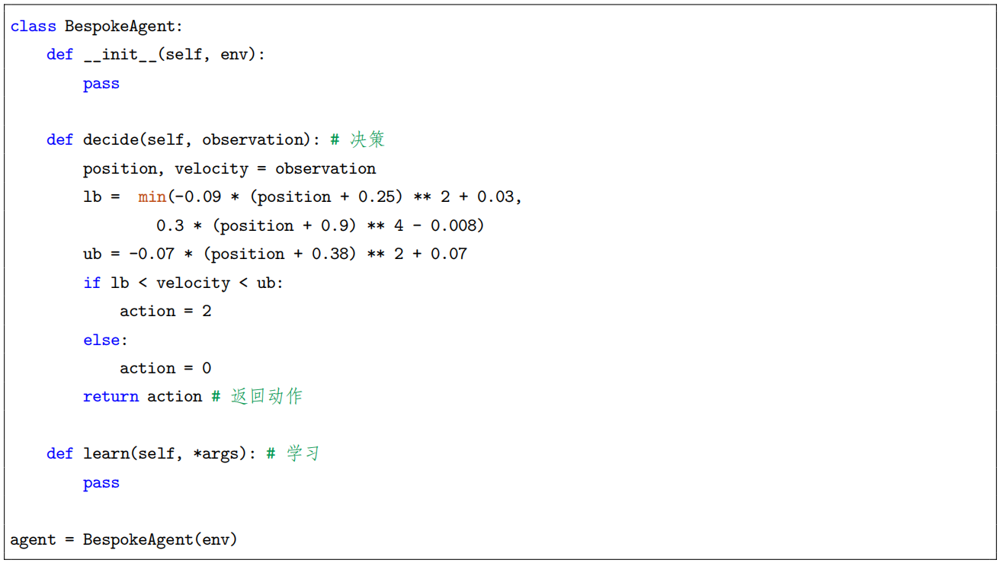 class BespokeAgent:
    def __init__(self, env):
        pass

    def decide(self, observation): # 决策
        position, velocity = observation
        lb =  min(-0.09 * (position + 0.25) ** 2 + 0.03,
                0.3 * (position + 0.9) ** 4 - 0.008)
        ub = -0.07 * (position + 0.38) ** 2 + 0.07
        if lb < velocity < ub:
            action = 2
        else:
            action = 0
        return action # 返回动作

    def learn(self, *args): # 学习
        pass

agent = BespokeAgent(env)